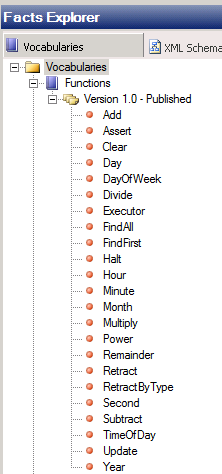 Facts Explorer
Vocabularies
XML Schema
Vocabularies
Functions
Version 1.0 - Published
Add
Assert
Clear
Day
DayOfWeek
Divide
Executor
FindAll
FindFirst
Halt
Hour
Minute
Month
Multiply
Power
Remainder
Retract
RetractByType
Second
Subtract
TimeOfDay
Update
Year